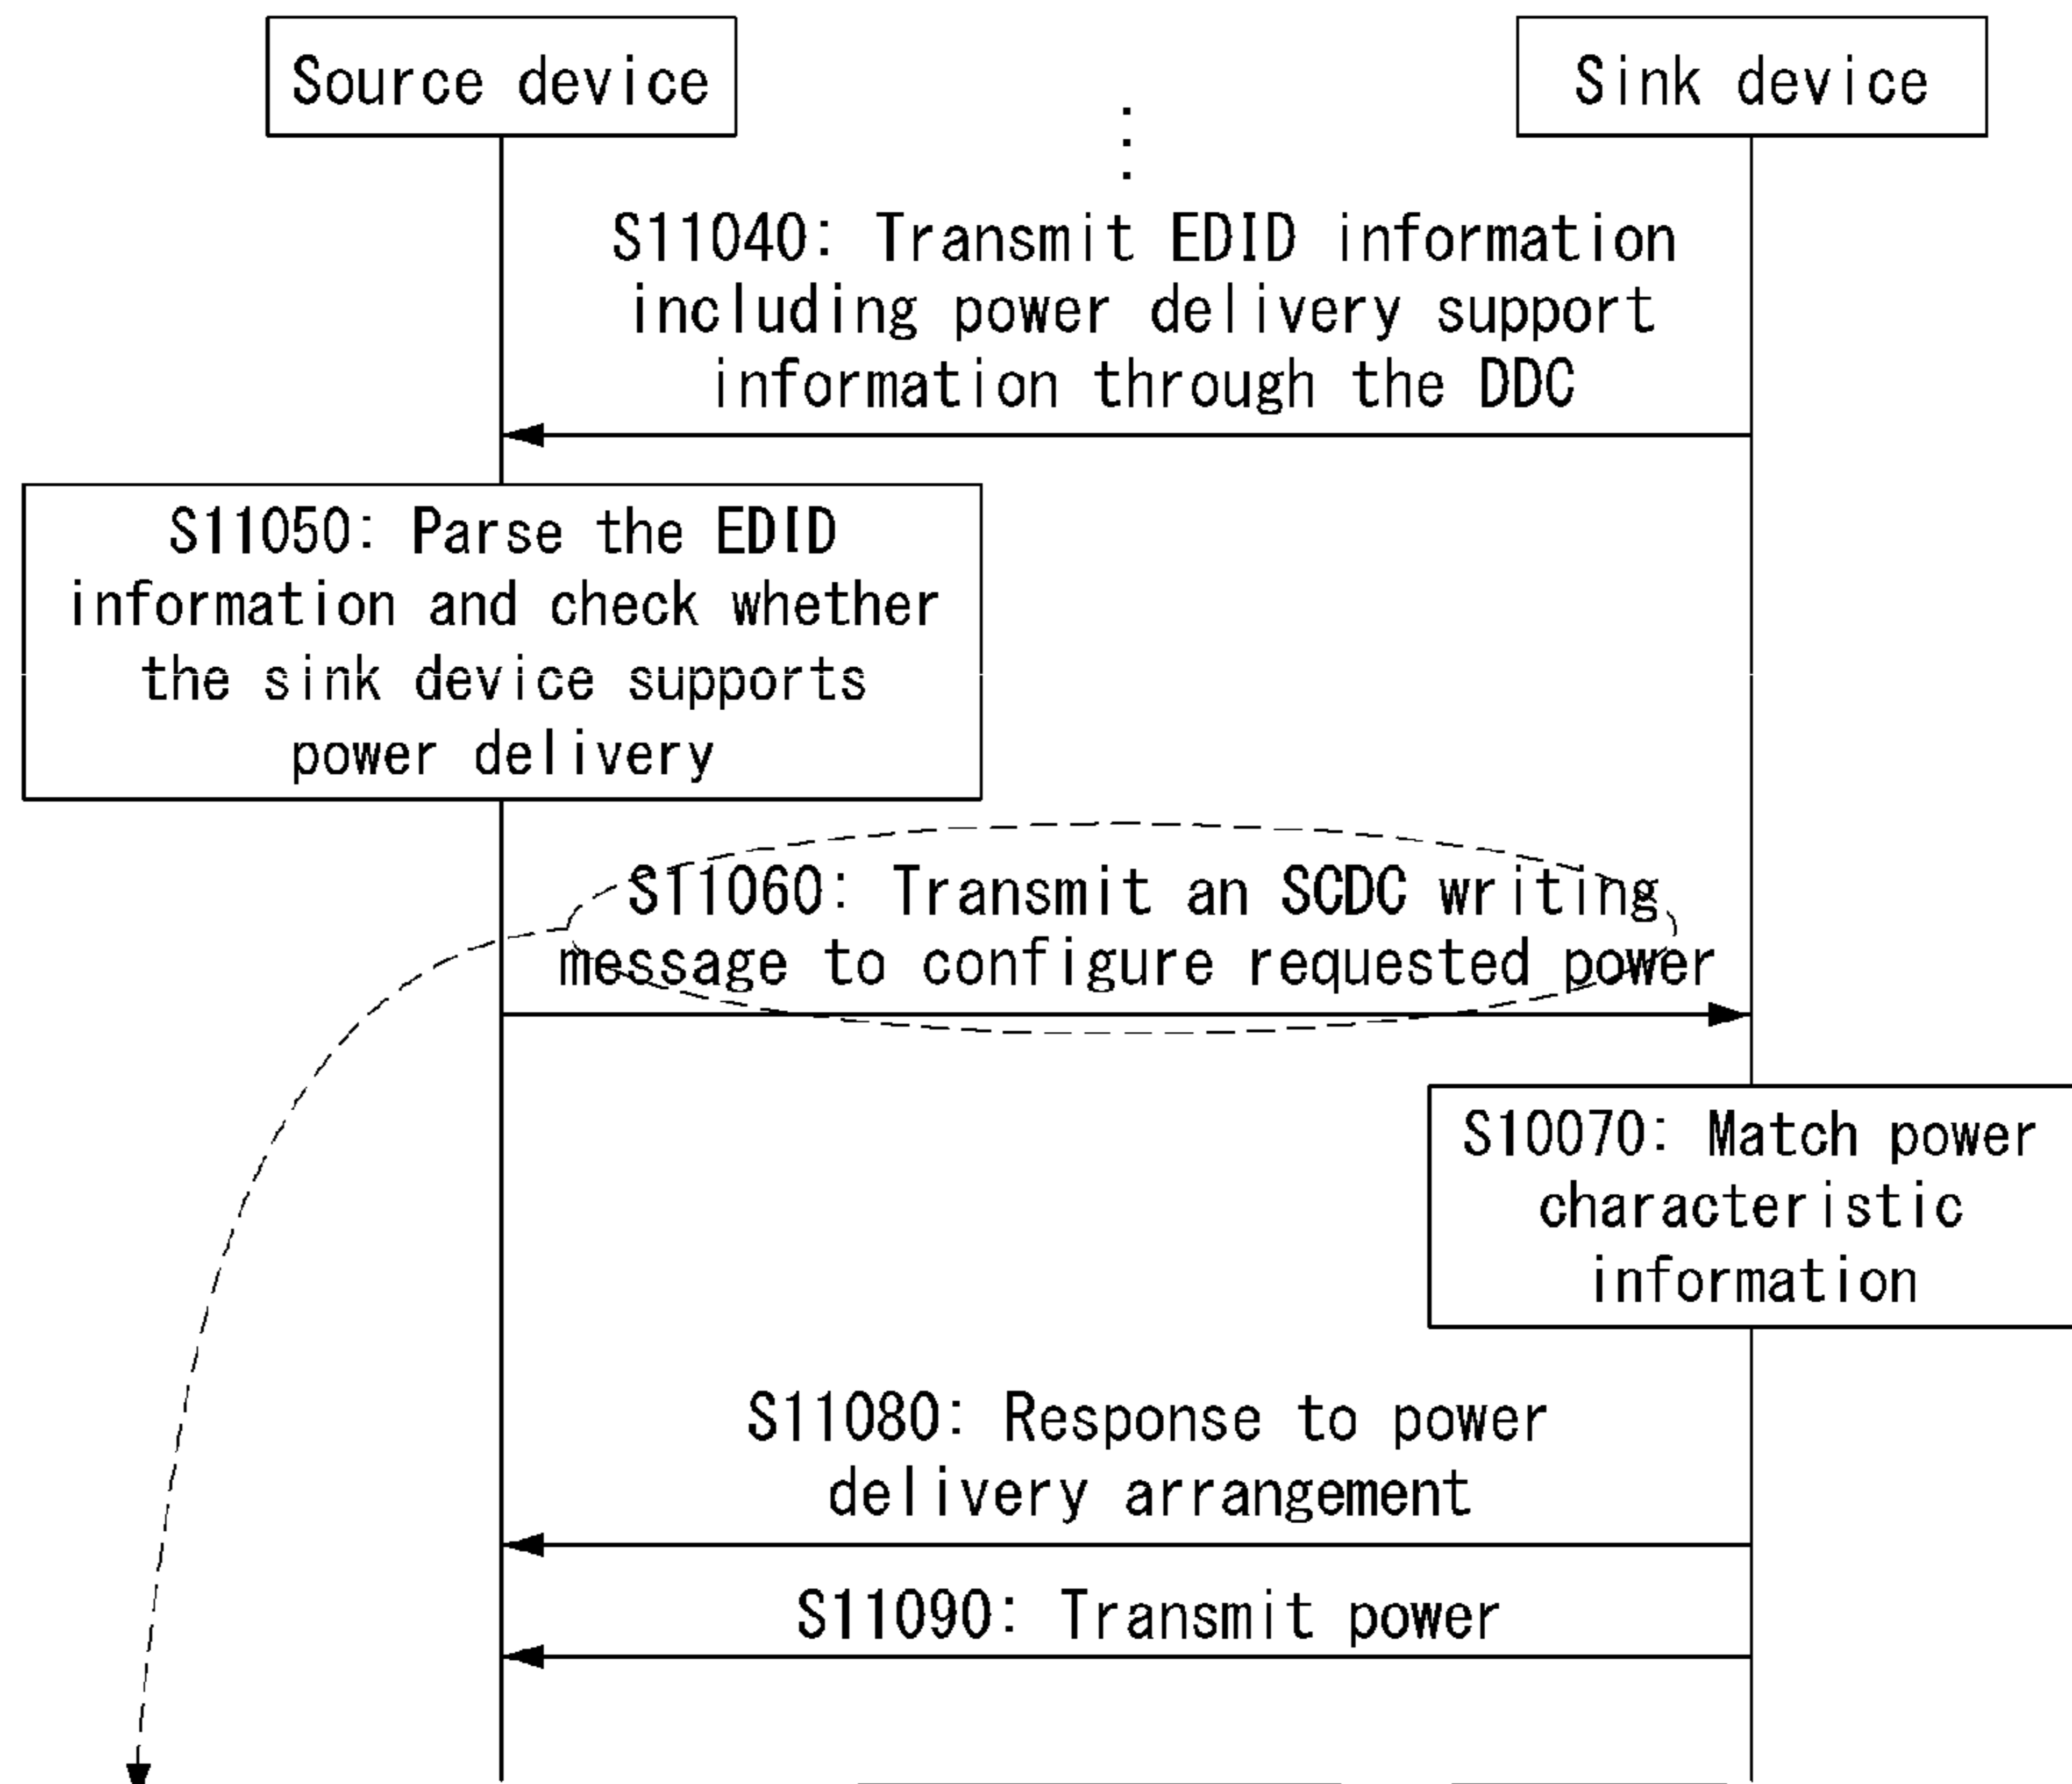 Source device
Sink device
S11040: Transmit EDID information
including power delivery support
information through the DDC
S11050: Parse the EDID
information and check whether
the sink device supports
power delivery
S11060: Transmit an SCDC writing
message to configure requested power
S10070: Match power
characteristic
information
S11080: Response to power
delivery arrangement
S11090: Transmit power